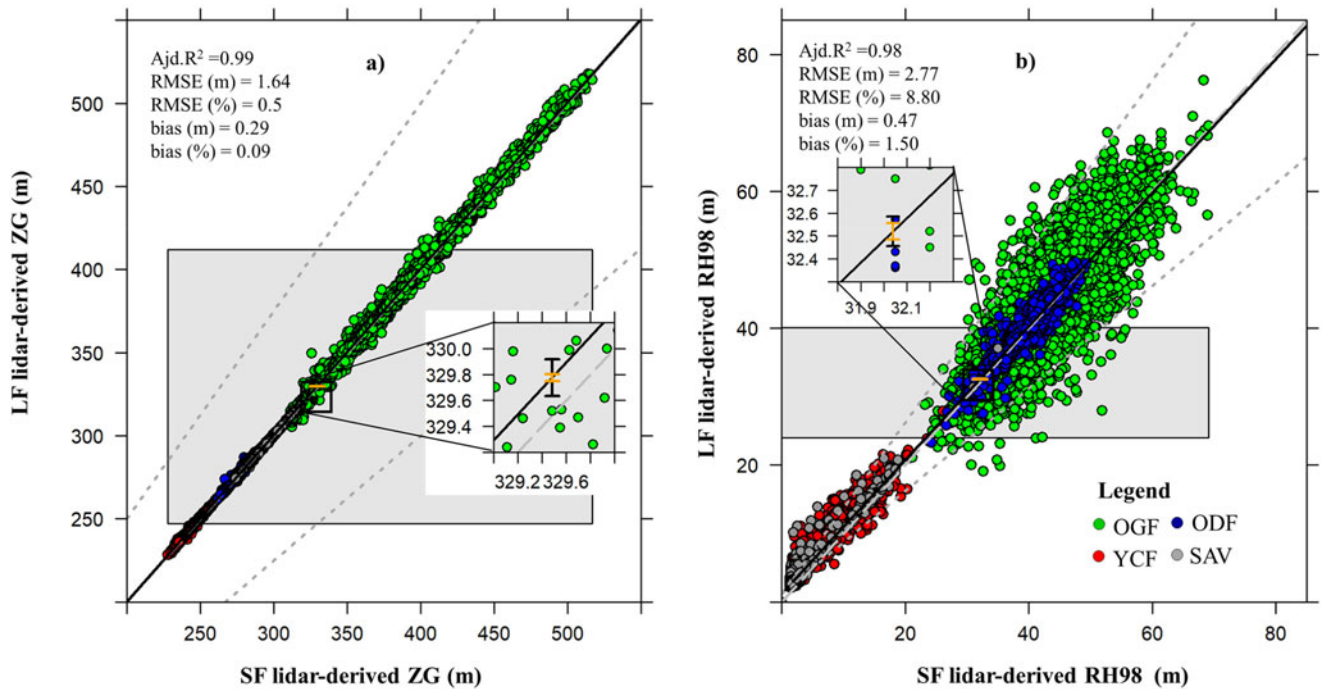 Ajd.R² =0.99
RMSE (m) = 1.64
RMSE (%) = 0.5
bias (m) = 0.29
bias (%) = 0.09
a)
LF lidar-derived ZG (m)
500
450
400
350
300
250
330.0
329.8
329.6
329.4
329.2 329.6
250 300 350 400 450 500
SF lidar-derived ZG (m)
Ajd.R² =0.98
RMSE (m) = 2.77
RMSE (%) = 8.80
bias (m) = 0.47
bias (%) = 1.50
b)
LF lidar-derived RH98 (m)
80
60
40
20
32.7
32.6
32.5
32.4
31.9 32.1
Legend
OGF ODF
YCF SAV
20 40 60 80
SF lidar-derived RH98 (m)